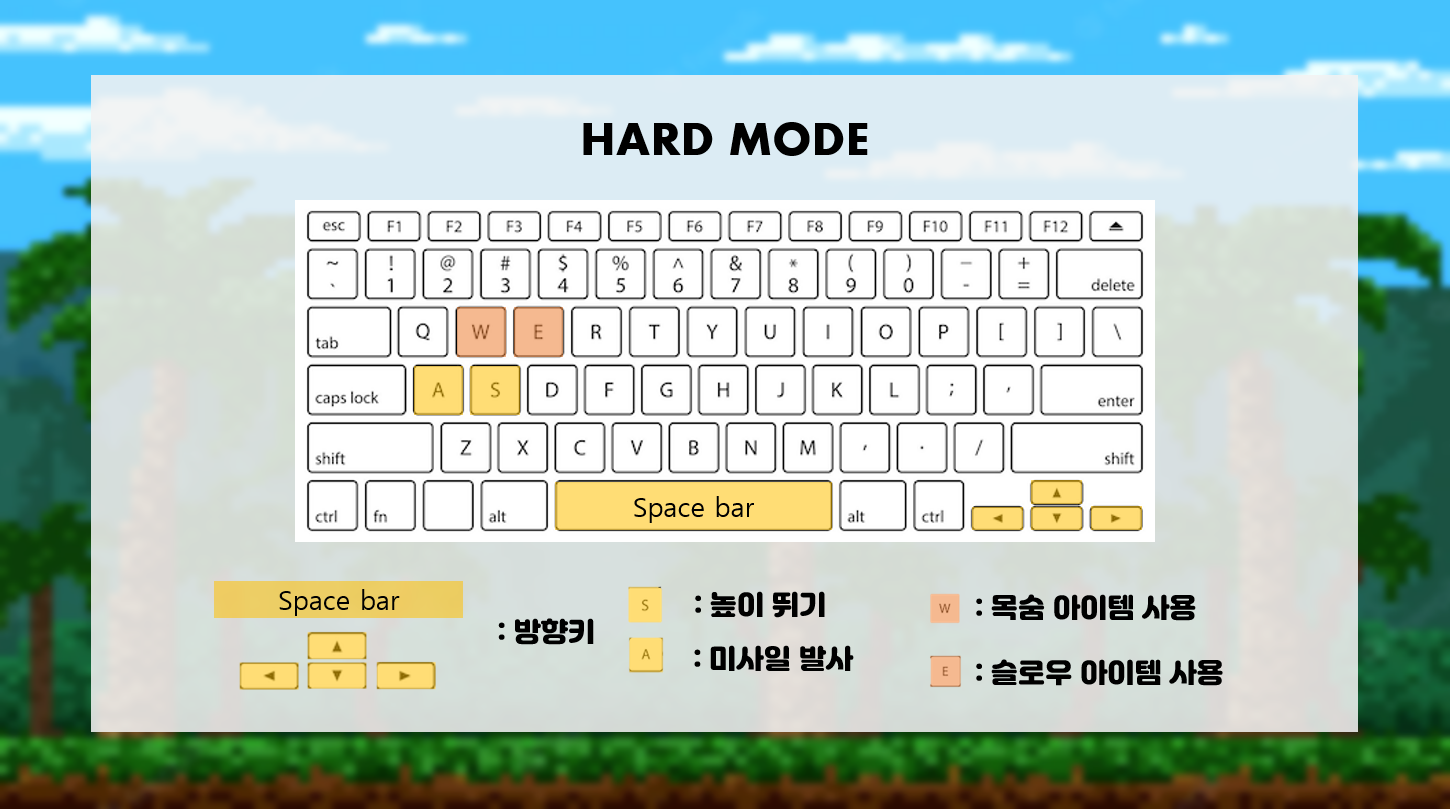 HARD MODE
esc F1 F2 F3 F4 F5 F6 F7 F8 F9 F10 F11 F12
~ ! @ # $ % ^ & * ( ) — +
` 1 2 3 4 5 6 7 8 9 0 - = delete
tab Q W E R T Y U I O P [ ] \
caps lock A S D F G H J K L ; ' enter
shift Z X C V B N M , . / shift
ctrl fn alt Space bar alt ctrl
Space bar
: 방향키
S : 높이 뛰기
A : 미사일 발사
W : 목숨 아이템 사용
E : 슬로우 아이템 사용